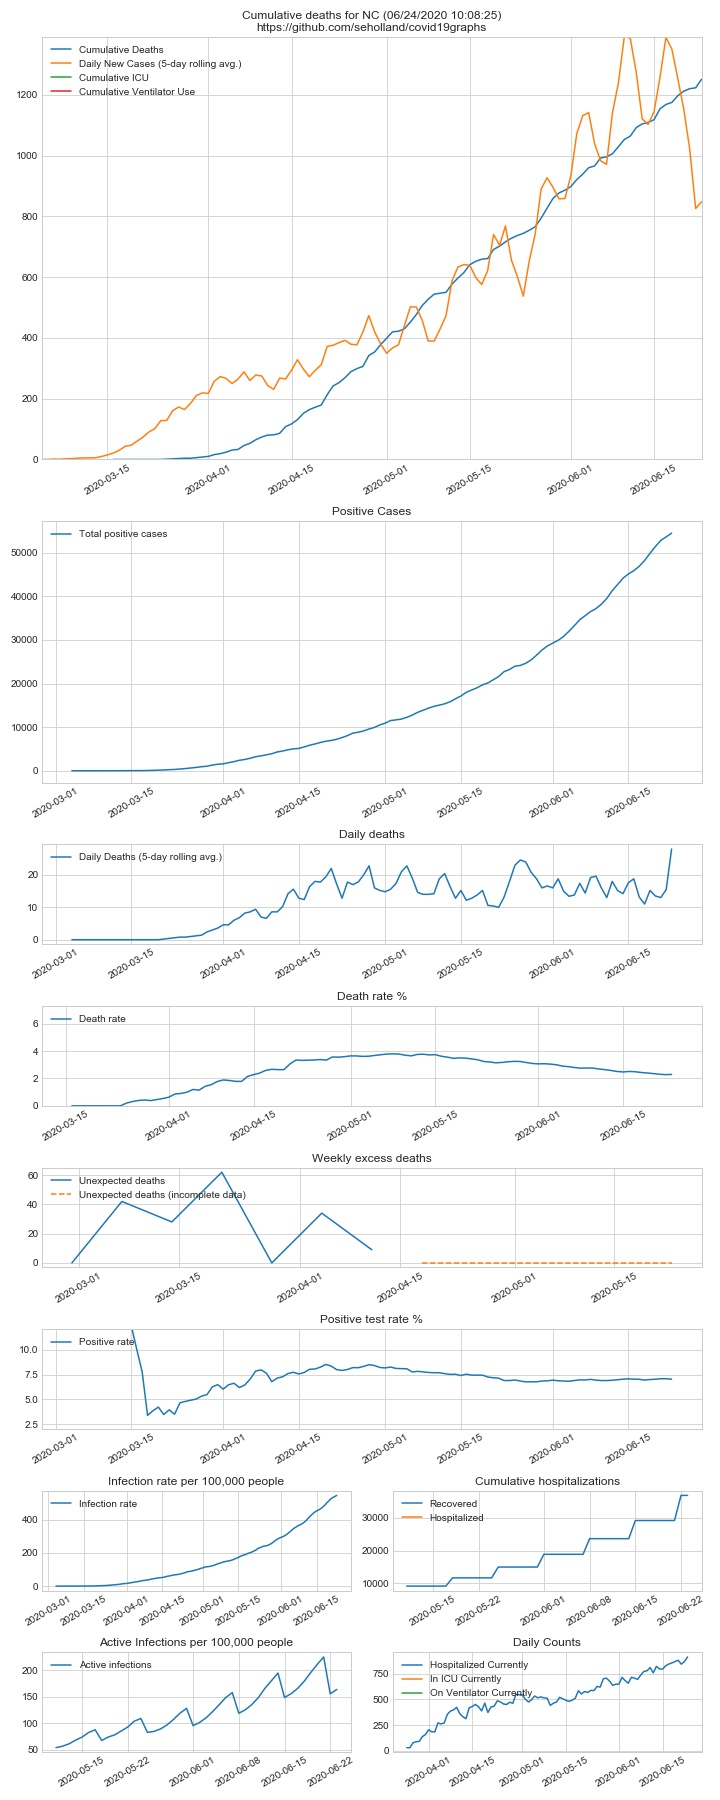 Cumulative deaths for NC (06/24/2020 10:08:25)
https://github.com/seholland/covid19graphs
Cumulative Deaths
Daily New Cases (5-day rolling avg.)
Cumulative ICU
Cumulative Ventilator Use
1200
1000
800
600
400
200
0
2020-03-15 2020-04-01 2020-04-15 2020-05-01 2020-05-15 2020-06-01 2020-06-15
Positive Cases
Total positive cases
50000
40000
30000
20000
10000
0
2020-03-01 2020-03-15 2020-04-01 2020-04-15 2020-05-01 2020-05-15 2020-06-01 2020-06-15
Daily deaths
Daily Deaths (5-day rolling avg.)
20
10
0
2020-03-01 2020-03-15 2020-04-01 2020-04-15 2020-05-01 2020-05-15 2020-06-01 2020-06-15
Death rate %
Death rate
6
4
2
0
2020-03-15 2020-04-01 2020-04-15 2020-05-01 2020-05-15 2020-06-01 2020-06-15
Weekly excess deaths
Unexpected deaths
Unexpected deaths (incomplete data)
60
40
20
0
2020-03-01 2020-03-15 2020-04-01 2020-04-15 2020-05-01 2020-05-15
Positive test rate %
Positive rate
10.0
7.5
5.0
2.5
2020-03-01 2020-03-15 2020-04-01 2020-04-15 2020-05-01 2020-05-15 2020-06-01 2020-06-15
Infection rate per 100,000 people
Infection rate
400
200
0
2020-03-01 2020-03-15 2020-04-01 2020-04-15 2020-05-01 2020-05-15 2020-06-01 2020-06-15
Cumulative hospitalizations
Recovered
Hospitalized
30000
20000
10000
2020-05-15 2020-05-22 2020-06-01 2020-06-08 2020-06-15 2020-06-22
Active Infections per 100,000 people
Active infections
200
150
100
50
2020-05-15 2020-05-22 2020-06-01 2020-06-08 2020-06-15 2020-06-22
Daily Counts
Hospitalized Currently
In ICU Currently
On Ventilator Currently
750
500
250
0
2020-04-01 2020-04-15 2020-05-01 2020-05-15 2020-06-01 2020-06-15